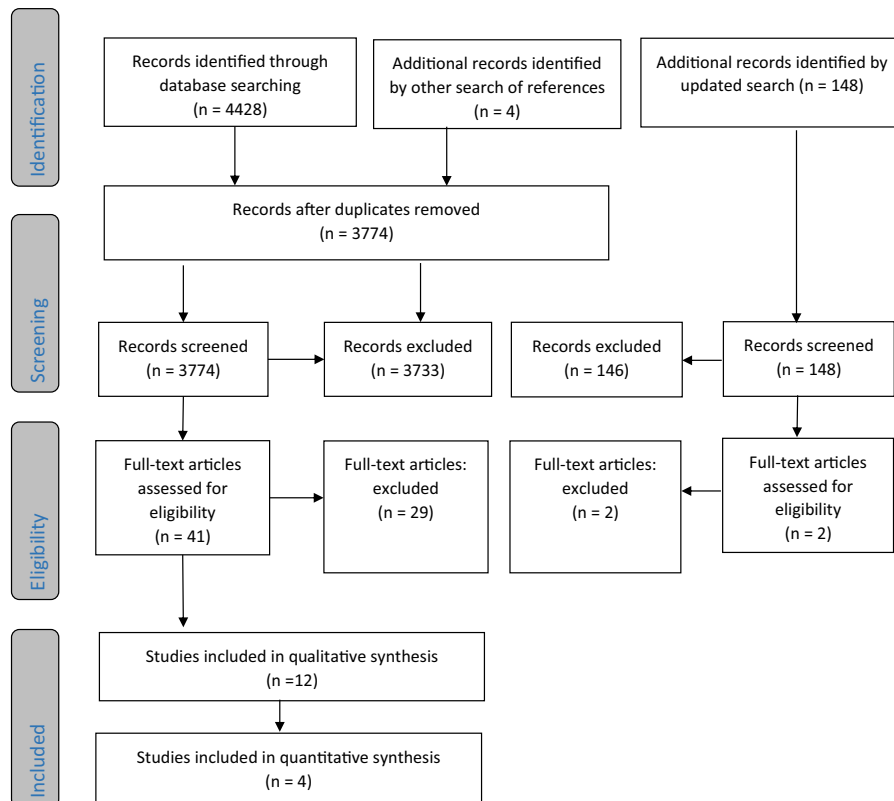 Identification
Records identified through
database searching
(n = 4428)
Additional records identified
by other search of references
(n = 4)
Additional records identified by
updated search (n = 148)
Records after duplicates removed
(n = 3774)
Screening
Records screened
(n = 3774)
Records excluded
(n = 3733)
Records excluded
(n = 146)
Records screened
(n = 148)
Eligibility
Full-text articles
assessed for
eligibility
(n = 41)
Full-text articles:
excluded
(n = 29)
Full-text articles:
excluded
(n = 2)
Full-text articles
assessed for
eligibility
(n = 2)
Included
Studies included in qualitative synthesis
(n =12)
Studies included in quantitative synthesis
(n = 4)